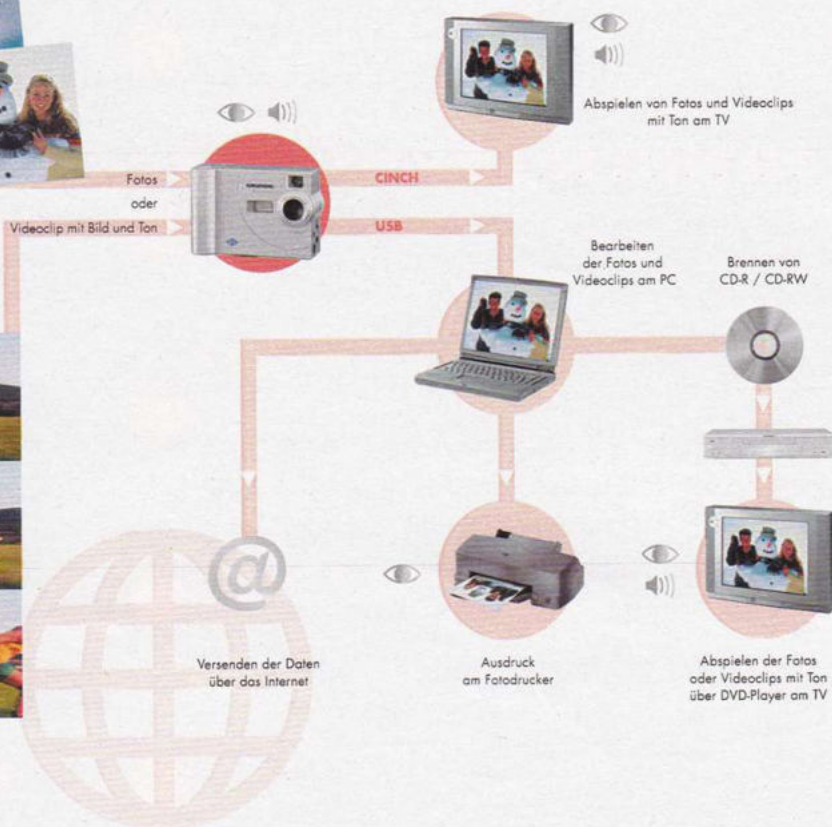 Abspielen von Fotos und Videoclips
mit Ton am TV
Fotos
oder
Videoclip mit Bild und Ton
GRUNDIG
CINCH
USB
Bearbeiten
der Fotos und
Videoclips am PC
Brennen von
CD-R / CD-RW
@
Versenden der Daten
über das Internet
Ausdruck
am Fotodrucker
Abspielen der Fotos
oder Videoclips mit Ton
über DVD-Player am TV